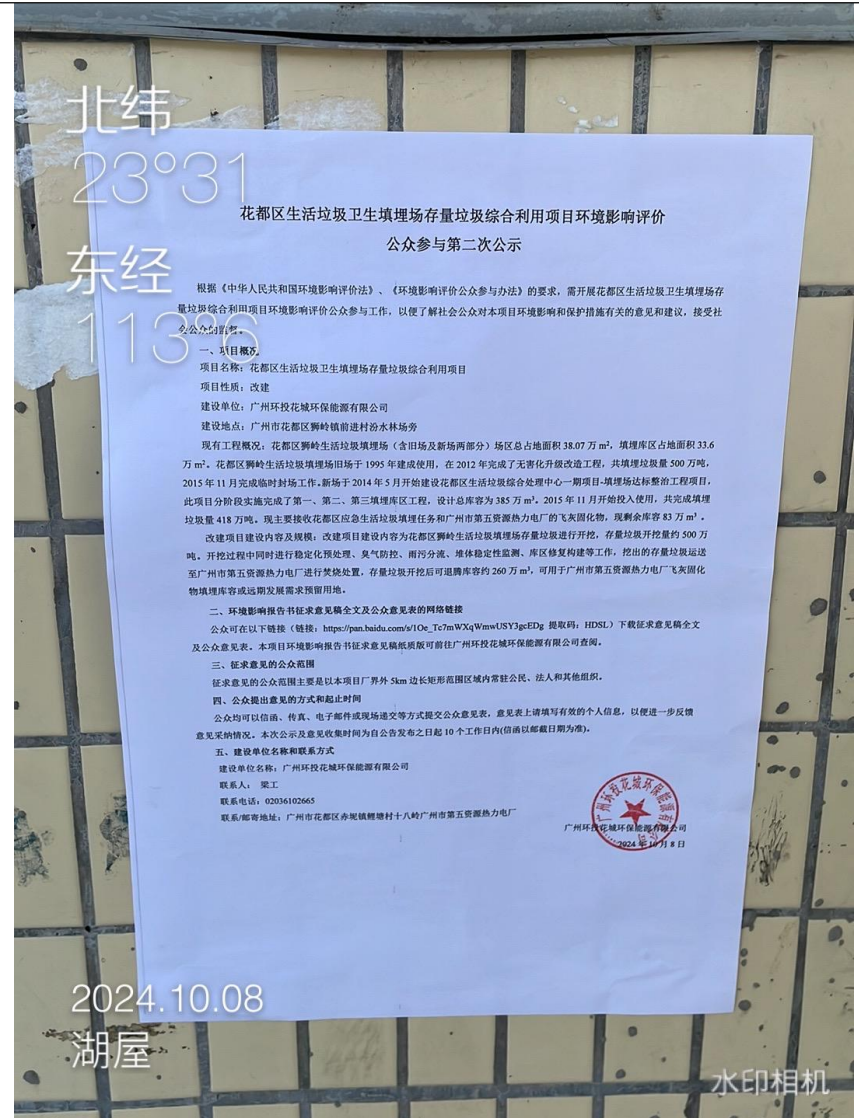 北纬
23°31
东经
113°6
花都区生活垃圾卫生填埋场存量垃圾综合利用项目环境影响评价
公众参与第二次公示
根据《中华人民共和国环境影响评价法》、《环境影响评价公众参与办法》的要求，需开展花都区生活垃圾卫生填埋场存
量垃圾综合利用项目环境影响评价公众参与工作，以便了解社会公众对本项目环境影响和保护措施有关的意见和建议，接受社
会公众的监督。
一、项目概况
项目名称：花都区生活垃圾卫生填埋场存量垃圾综合利用项目
项目性质：改建
建设单位：广州环投花城环保能源有限公司
建设地点：广州市花都区狮岭镇前进村汾水林场旁
现有工程概况：花都区狮岭生活垃圾填埋场（含旧场及新场两部分）场区总占地面积 38.07 万 m²，填埋库区占地面积 33.6
万 m²。花都区狮岭生活垃圾填埋场旧场于 1995 年建成使用，在 2012 年完成了无害化升级改造工程，共填埋垃圾量 500 万吨，
2015 年 11 月完成临时封场工作。新场于 2014 年 5 月开始建设花都区生活垃圾综合处理中心一期项目-填埋场达标整治工程项目，
此项目分阶段实施完成了第一、第二、第三填埋库区工程，设计总库容为 385 万 m³。2015 年 11 月开始投入使用，共完成填埋
垃圾量 418 万吨。现主要接收花都区应急生活垃圾填埋任务和广州市第五资源热力电厂的飞灰固化物，现剩余库容 83 万 m³ 。
改建项目建设内容及规模：改建项目建设内容为花都区狮岭生活垃圾填埋场存量垃圾进行开挖，存量垃圾开挖量约 500 万
吨。开挖过程中同时进行稳定化预处理、臭气防控、雨污分流、堆体稳定性监测、库区修复构建等工作，挖出的存量垃圾运送
至广州市第五资源热力电厂进行焚烧处置，存量垃圾开挖后可退腾库容约 260 万 m³，可用于广州市第五资源热力电厂飞灰固化
物填埋库容或远期发展需求预留用地。
二、环境影响报告书征求意见稿全文及公众意见表的网络链接
公众可在以下链接（链接：https://pan.baidu.com/s/1Oe_Tc7mWXqWmwUSY3gcEDg 提取码：HDSL）下载征求意见稿全文
及公众意见表。本项目环境影响报告书征求意见稿纸质版可前往广州环投花城环保能源有限公司查阅。
三、征求意见的公众范围
征求意见的公众范围主要是以本项目厂界外 5km 边长矩形范围区域内常驻公民、法人和其他组织。
四、公众提出意见的方式和起止时间
公众均可以信函、传真、电子邮件或现场递交等方式提交公众意见表，意见表上请填写有效的个人信息，以便进一步反馈
意见采纳情况。本次公示及意见收集时间为自公告发布之日起 10 个工作日内(信函以邮戳日期为准)。
五、建设单位名称和联系方式
建设单位名称：广州环投花城环保能源有限公司
联系人： 梁工
联系电话：02036102665
联系/邮寄地址：广州市花都区赤坭镇鲤塘村十八岭广州市第五资源热力电厂
广州环投花城环保能源有限公司
广州环投花城环保能源有限公司
2024 年 10 月 8 日
2024.10.08
湖屋
水印相机